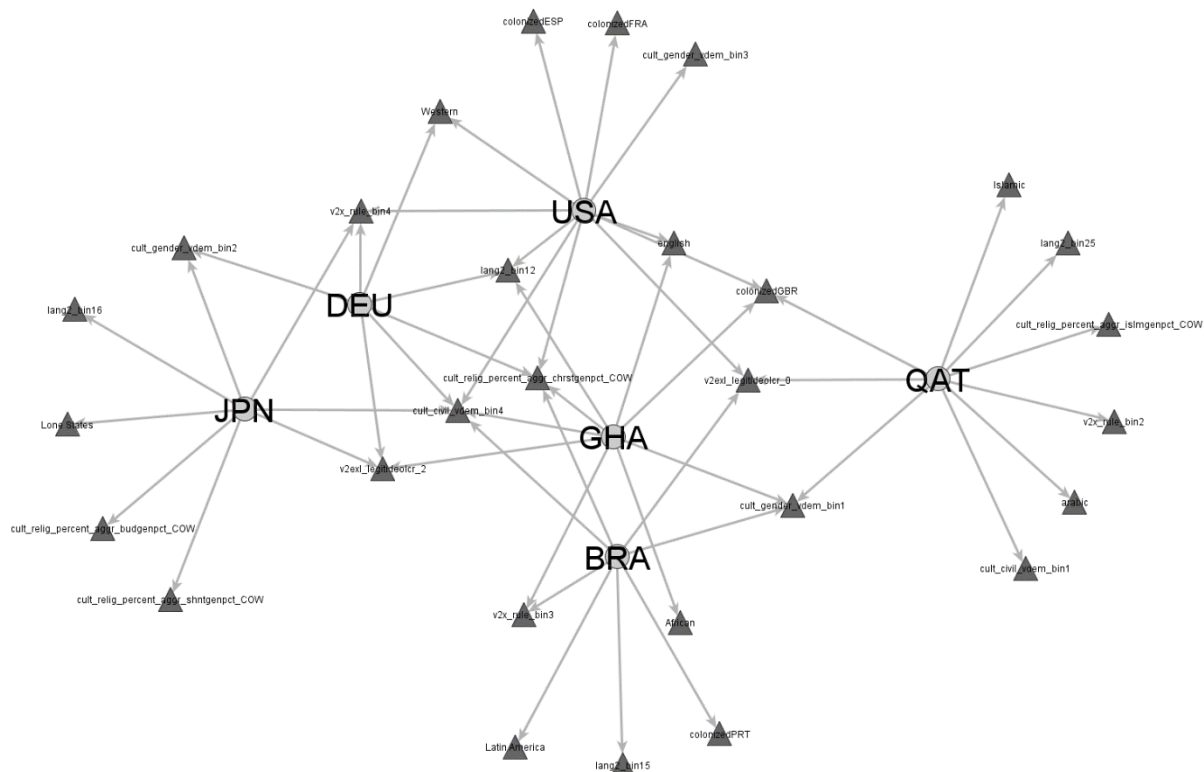 colonizedESP
colonizedFRA
cult_gender_vdem_bin3
Western
Islamic
v2x_rule_bin4
USA
english
lang2_bin25
cult_gender_vdem_bin2
lang2_bin12
colonizedGBR
DEU
lang2_bin16
cult_relig_percent_aggr_islmgenpct_COW
cult_relig_percent_aggr_chrstgenpct_COW
v2exl_legitideolcr_0
QAT
JPN
cult_civil_vdem_bin4
Lone States
v2x_rule_bin2
GHA
v2exl_legitideolcr_2
cult_gender_vdem_bin1
arabic
cult_relig_percent_aggr_budgenpct_COW
BRA
cult_civil_vdem_bin1
cult_relig_percent_aggr_shntgenpct_COW
v2x_rule_bin3
African
colonizedPRT
Latin America
lang2_bin15